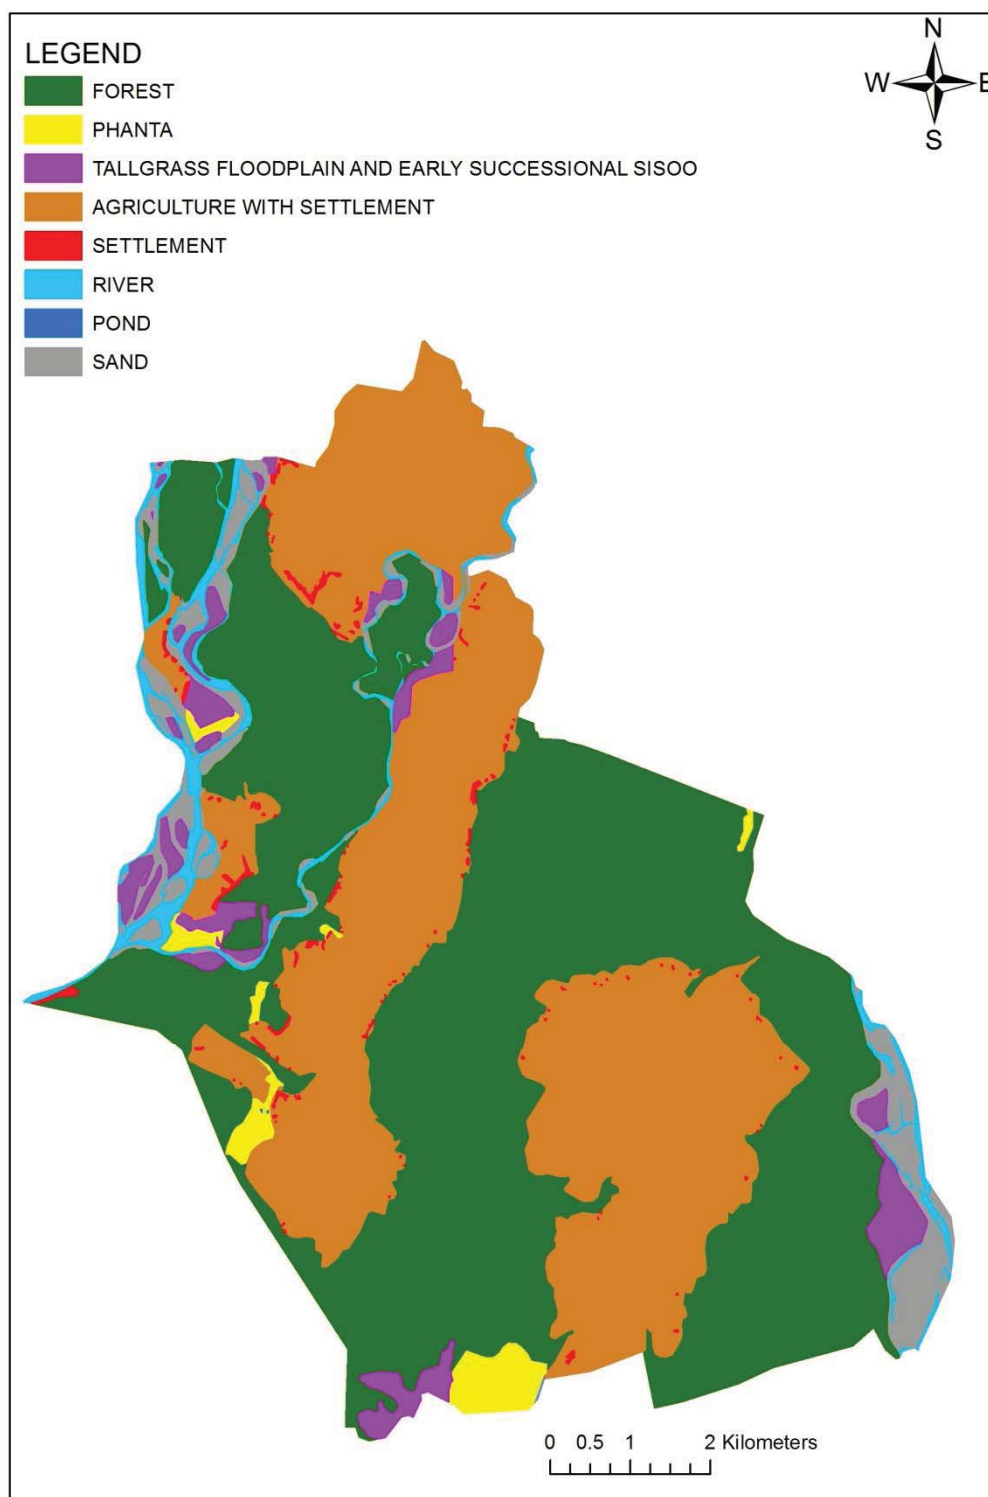 N
LEGEND
W E
FOREST
PHANTA
S
TALLGRASS FLOODPLAIN AND EARLY SUCCESSIONAL SISOO
AGRICULTURE WITH SETTLEMENT
SETTLEMENT
RIVER
POND
SAND
0 0.5 1 2 Kilometers